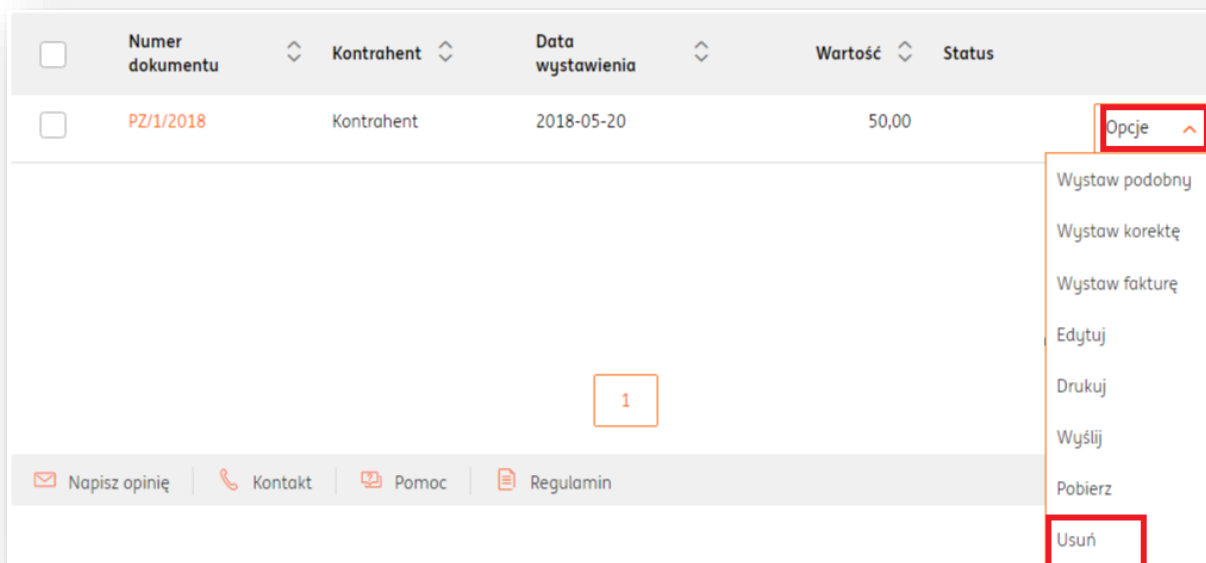 Numer dokumentu Kontrahent Data wystawienia Wartość Status
PZ/1/2018 Kontrahent 2018-05-20 50,00 Opcje
Wystaw podobny
Wystaw korektę
Wystaw fakturę
Edytuj
Drukuj
1
Wyślij
Napisz opinię Kontakt Pomoc Regulamin
Pobierz
Usuń